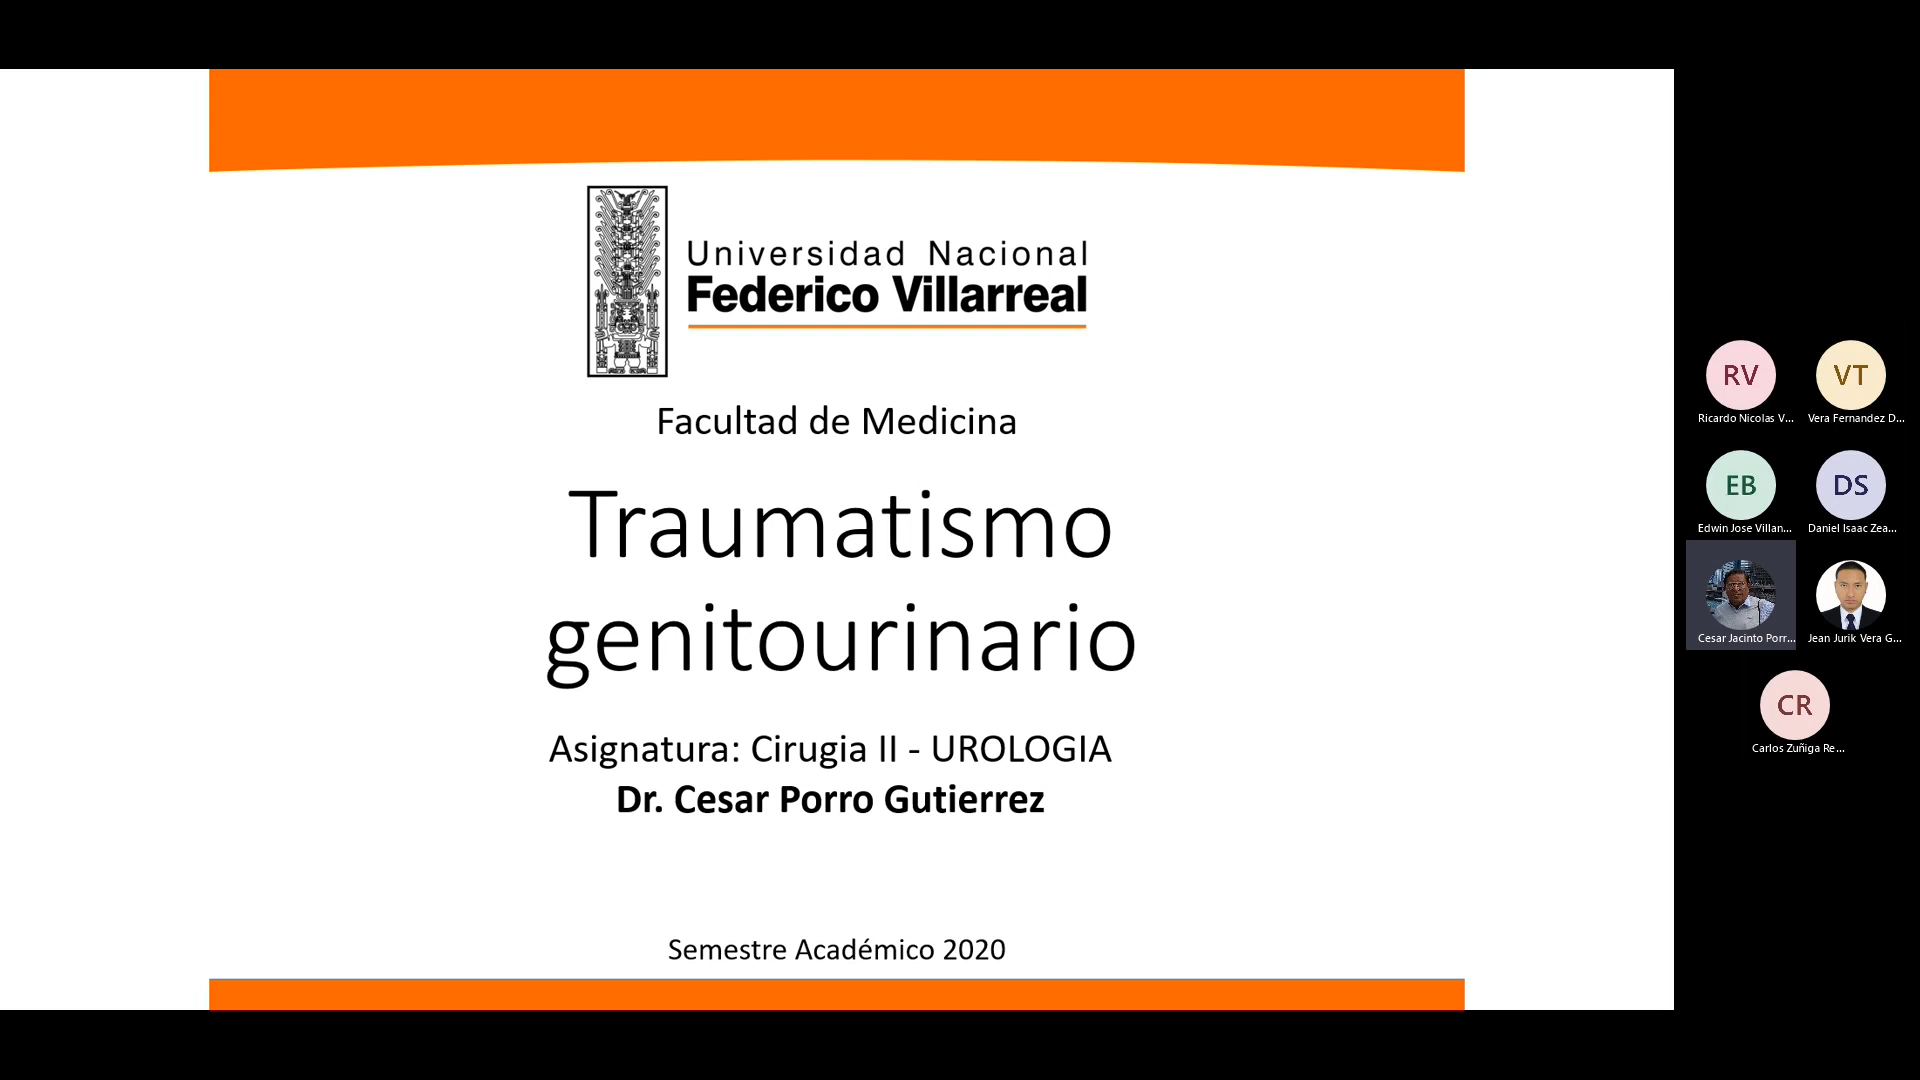 Universidad Nacional
Federico Villarreal
Facultad de Medicina
Traumatismo
genitourinario
Asignatura: Cirugia II - UROLOGIA
Dr. Cesar Porro Gutierrez
Semestre Académico 2020
RV
Ricardo Nicolas V...
VT
Vera Fernandez D...
EB
Edwin Jose Villan...
DS
Daniel Isaac Zea...
Cesar Jacinto Porr...
Jean Jurik Vera G...
CR
Carlos Zuñiga Re...